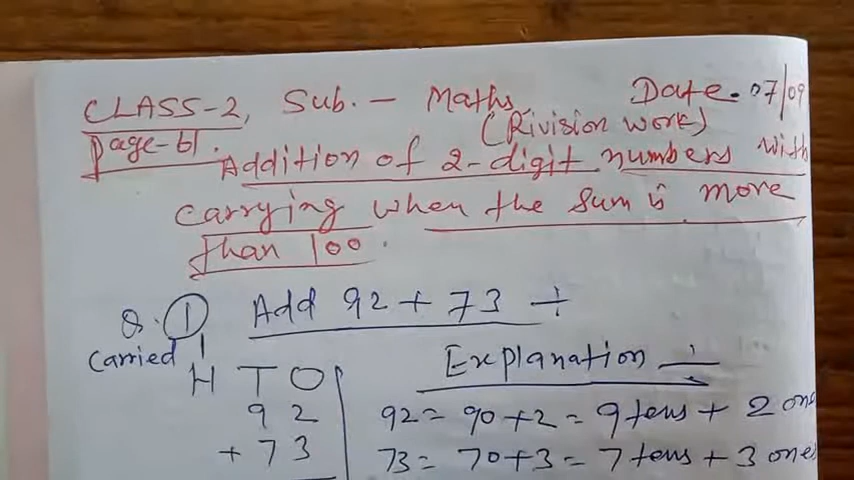 CLASS-2, Sub. - Maths Date. 07/09
Page-61. (Rivision work)
Addition of 2-digit numbers with
carrying when the sum is more
than 100.
Q. 1 Add 92 + 73 ÷
Carried 1
Explanation ÷
H T O
9 2
92 = 90 + 2 = 9 tens + 2 one
+ 7 3
73 = 70 + 3 = 7 tens + 3 ones